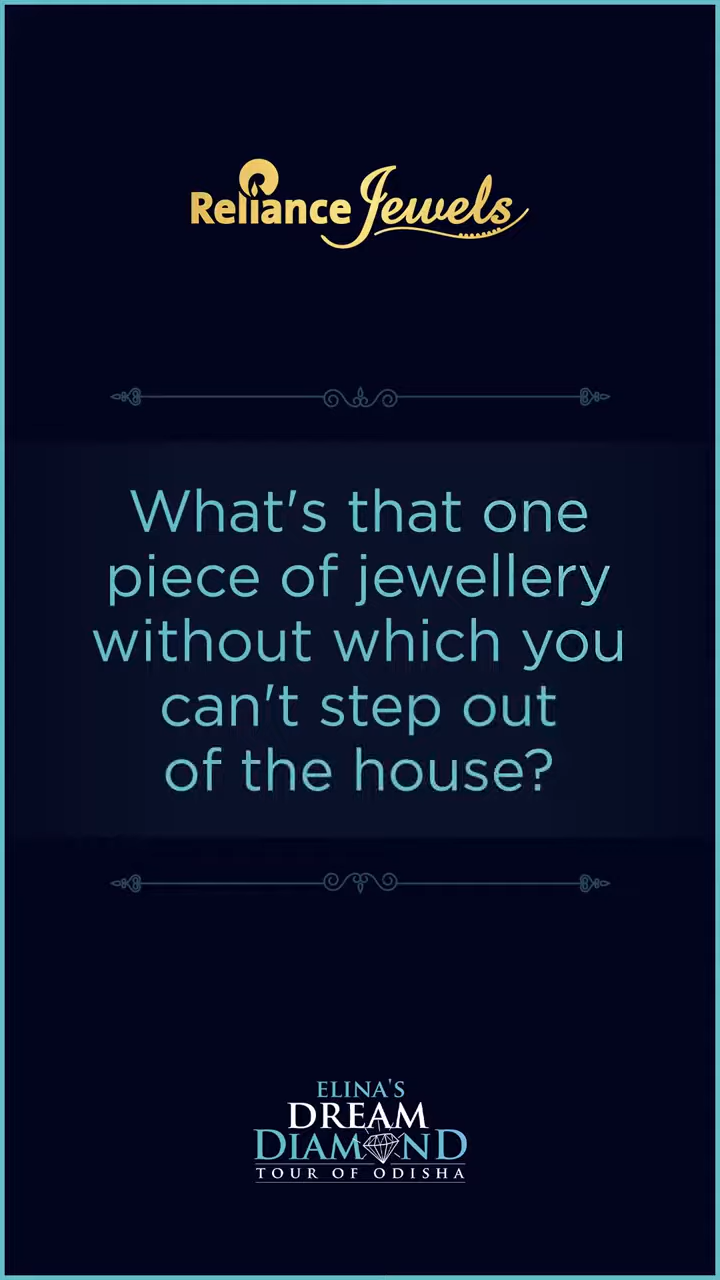 Reliance Jewels
What's that one
piece of jewellery
without which you
can't step out
of the house?
ELINA'S
DREAM
DIAMOND
TOUR OF ODISHA